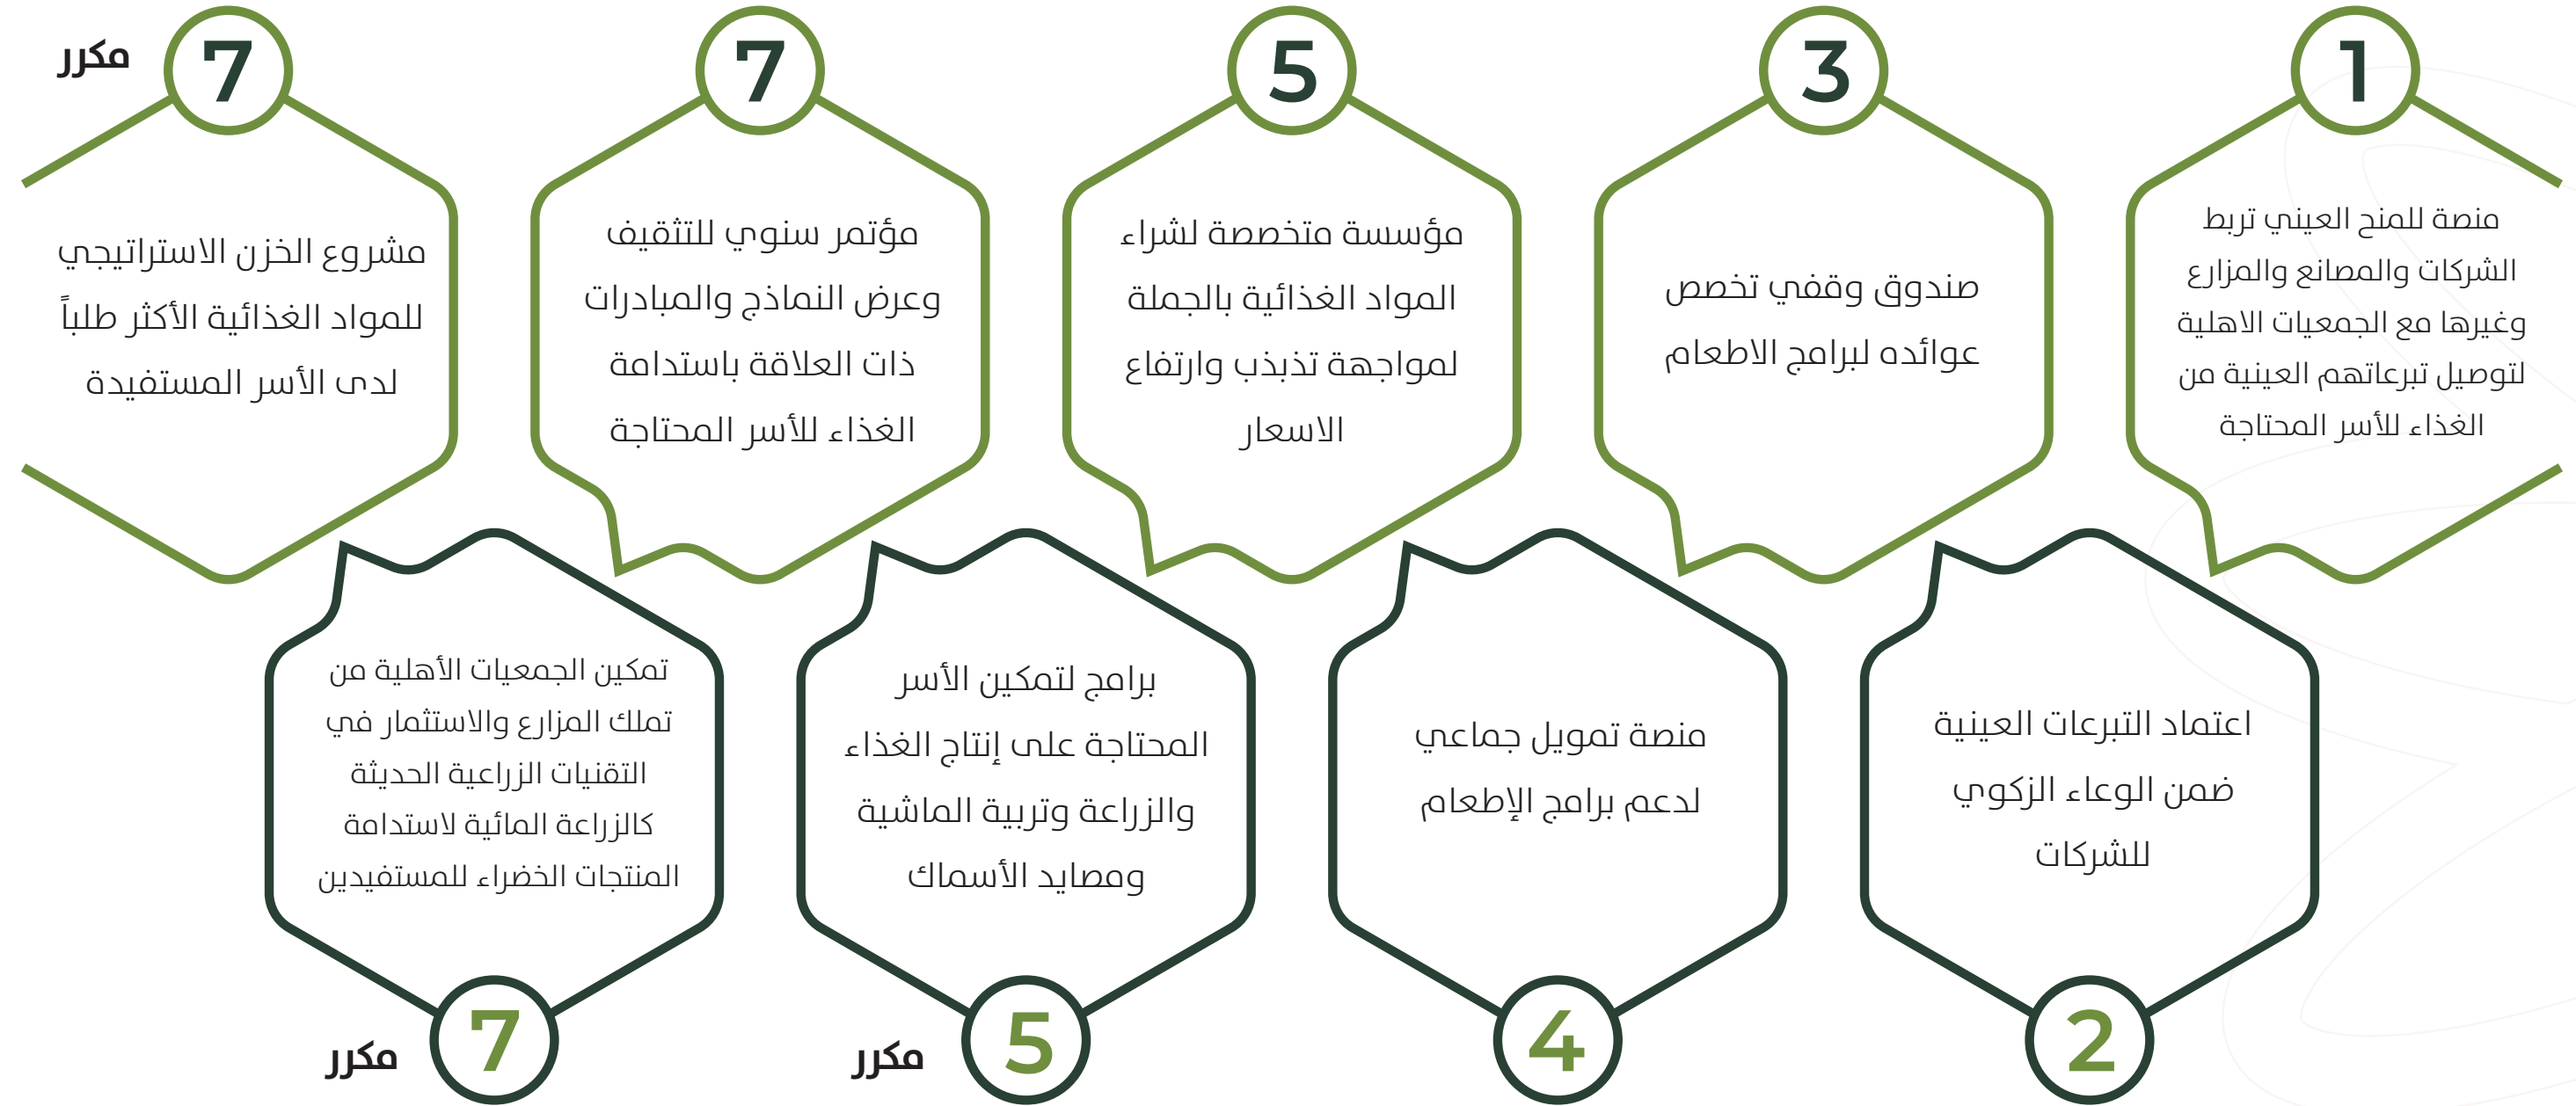 1
منصة للمنح العيني تربط
الشركات والمصانع والمزارع
وغيرها مع الجمعيات الاهلية
لتوصيل تبرعاتهم العينية من
الغذاء للأسر المحتاجة
2
اعتماد التبرعات العينية
ضمن الوعاء الزكوي
للشركات
3
صندوق وقفي تخصص
عوائده لبرامج الاطعام
4
منصة تمويل جماعي
لدعم برامج الإطعام
5
مؤسسة متخصصة لشراء
المواد الغذائية بالجملة
لمواجهة تذبذب وارتفاع
الاسعار
5 مكرر
برامج لتمكين الأسر
المحتاجة على إنتاج الغذاء
والزراعة وتربية الماشية
ومصايد الأسماك
7
مؤتمر سنوي للتثقيف
وعرض النماذج والمبادرات
ذات العلاقة باستدامة
الغذاء للأسر المحتاجة
7 مكرر
تمكين الجمعيات الأهلية من
تملك المزارع والاستثمار في
التقنيات الزراعية الحديثة
كالزراعة المائية لاستدامة
المنتجات الخضراء للمستفيدين
7 مكرر
مشروع الخزن الاستراتيجي
للمواد الغذائية الأكثر طلباً
لدى الأسر المستفيدة